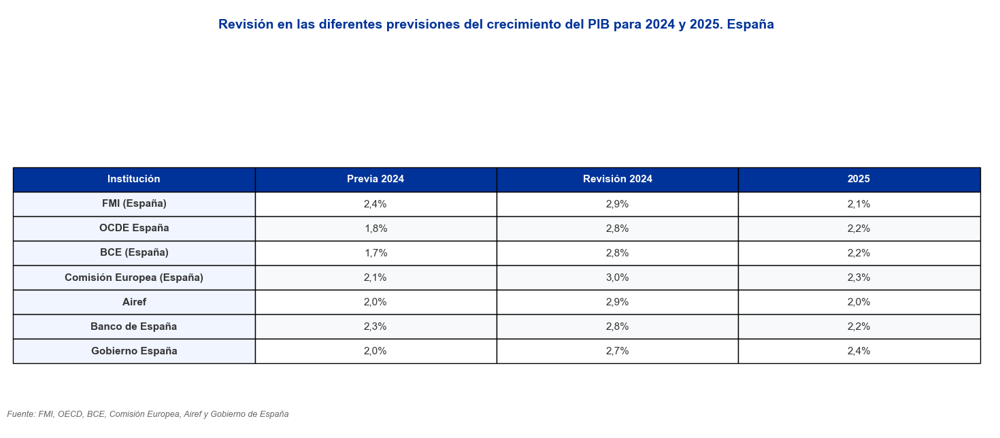 Revisión en las diferentes previsiones del crecimiento del PIB para 2024 y 2025. España
Institución Previa 2024 Revisión 2024 2025
FMI (España) 2,4% 2,9% 2,1%
OCDE España 1,8% 2,8% 2,2%
BCE (España) 1,7% 2,8% 2,2%
Comisión Europea (España) 2,1% 3,0% 2,3%
Airef 2,0% 2,9% 2,0%
Banco de España 2,3% 2,8% 2,2%
Gobierno España 2,0% 2,7% 2,4%
Fuente: FMI, OECD, BCE, Comisión Europea, Airef y Gobierno de España